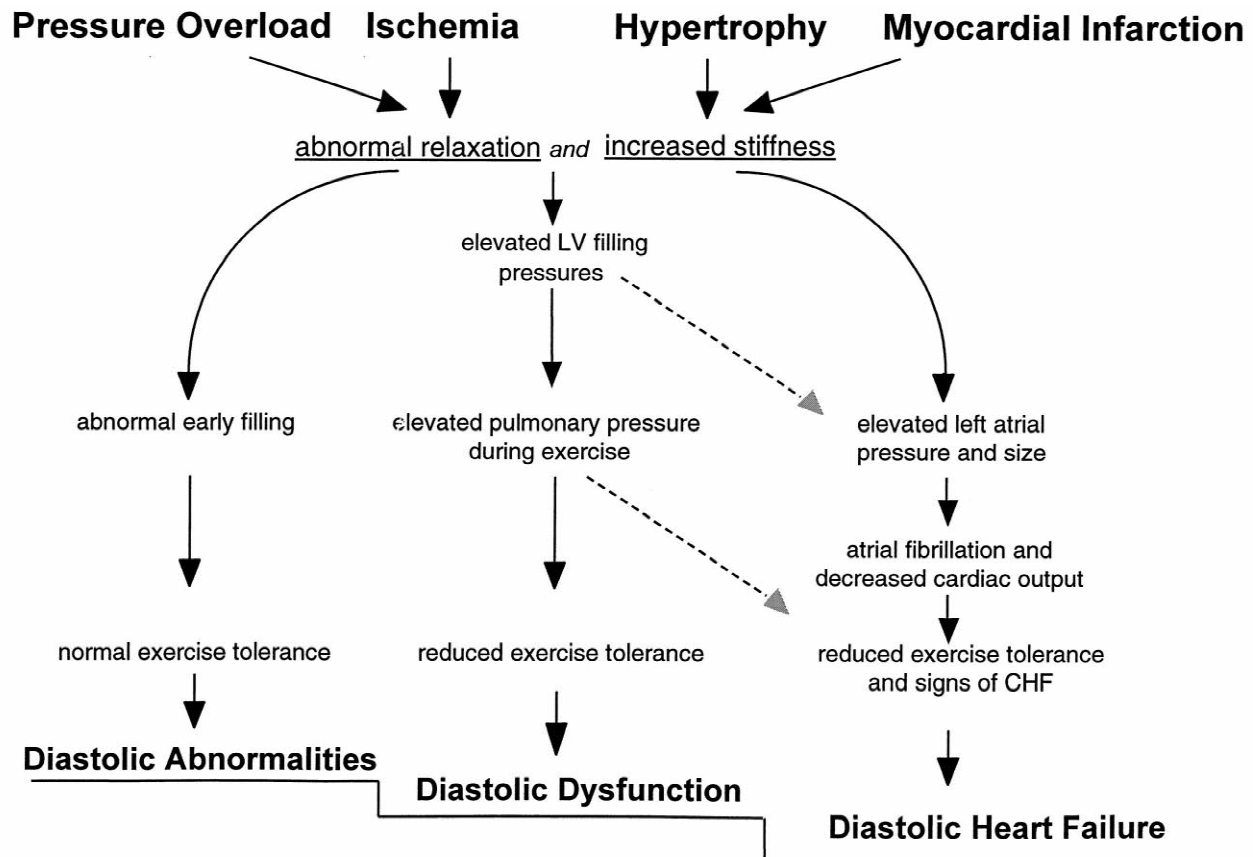 Pressure Overload Ischemia Hypertrophy Myocardial Infarction
abnormal relaxation and increased stiffness
elevated LV filling
pressures
abnormal early filling
elevated pulmonary pressure
during exercise
elevated left atrial
pressure and size
atrial fibrillation and
decreased cardiac output
normal exercise tolerance
reduced exercise tolerance
reduced exercise tolerance
and signs of CHF
Diastolic Abnormalities
Diastolic Dysfunction
Diastolic Heart Failure